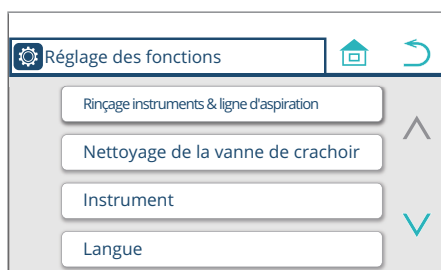 Réglage des fonctions
Rinçage instruments & ligne d'aspiration
Nettoyage de la vanne de crachoir
Instrument
Langue